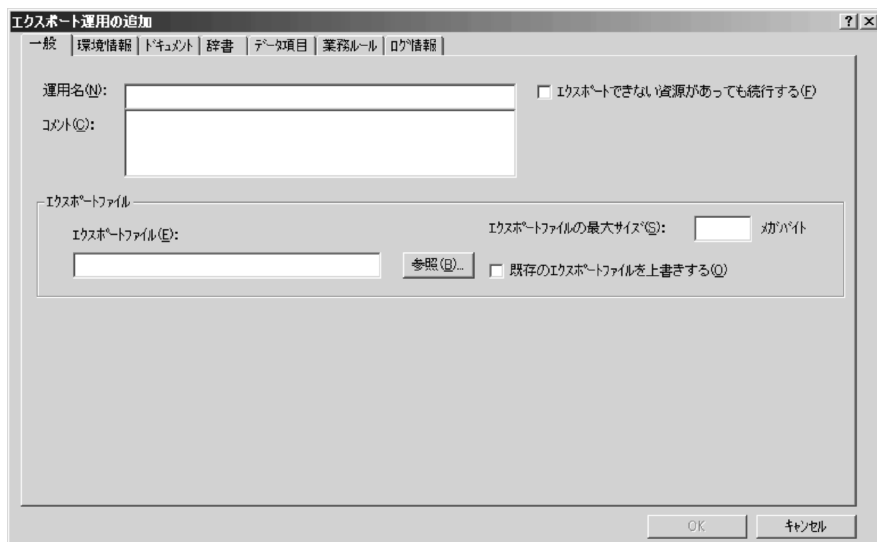 エクスポート運用の追加
一般 環境情報 ﾄﾞｷｭﾒﾝﾄ 辞書 ﾃﾞｰﾀ項目 業務ﾙｰﾙ ﾛｸﾞ情報
運用名(N):
ｴｸｽﾎﾟｰﾄできない資源があっても続行する(F)
ｺﾒﾝﾄ(C):
ｴｸｽﾎﾟｰﾄﾌｧｲﾙ
ｴｸｽﾎﾟｰﾄﾌｧｲﾙの最大ｻｲｽﾞ(S): ﾒｶﾞﾊﾞｲﾄ
ｴｸｽﾎﾟｰﾄﾌｧｲﾙ(E):
参照(B)...
既存のｴｸｽﾎﾟｰﾄﾌｧｲﾙを上書きする(O)
OK ｷｬﾝｾﾙ